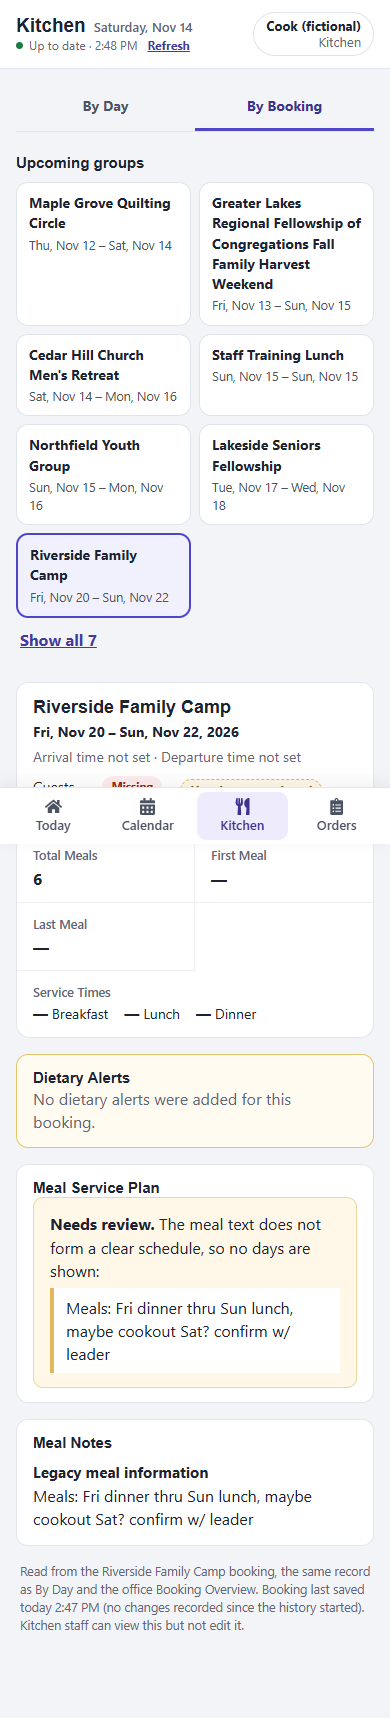 Kitchen Saturday, Nov 14
Up to date · 2:48 PM Refresh
Cook (fictional)
Kitchen
By Day
By Booking
Upcoming groups
Maple Grove Quilting
Circle
Thu, Nov 12 – Sat, Nov 14
Greater Lakes
Regional Fellowship of
Congregations Fall
Family Harvest
Weekend
Fri, Nov 13 – Sun, Nov 15
Cedar Hill Church
Men's Retreat
Sat, Nov 14 – Mon, Nov 16
Staff Training Lunch
Sun, Nov 15 – Sun, Nov 15
Northfield Youth
Group
Sun, Nov 15 – Mon, Nov
16
Lakeside Seniors
Fellowship
Tue, Nov 17 – Wed, Nov
18
Riverside Family
Camp
Fri, Nov 20 – Sun, Nov 22
Show all 7
Riverside Family Camp
Fri, Nov 20 – Sun, Nov 22, 2026
Arrival time not set · Departure time not set
Guests Missing
Today
Calendar
Kitchen
Orders
Total Meals
6
First Meal
—
Last Meal
—
Service Times
— Breakfast — Lunch — Dinner
Dietary Alerts
No dietary alerts were added for this
booking.
Meal Service Plan
Needs review. The meal text does not
form a clear schedule, so no days are
shown:
Meals: Fri dinner thru Sun lunch,
maybe cookout Sat? confirm w/
leader
Meal Notes
Legacy meal information
Meals: Fri dinner thru Sun lunch, maybe
cookout Sat? confirm w/ leader
Read from the Riverside Family Camp booking, the same record
as By Day and the office Booking Overview. Booking last saved
today 2:47 PM (no changes recorded since the history started).
Kitchen staff can view this but not edit it.